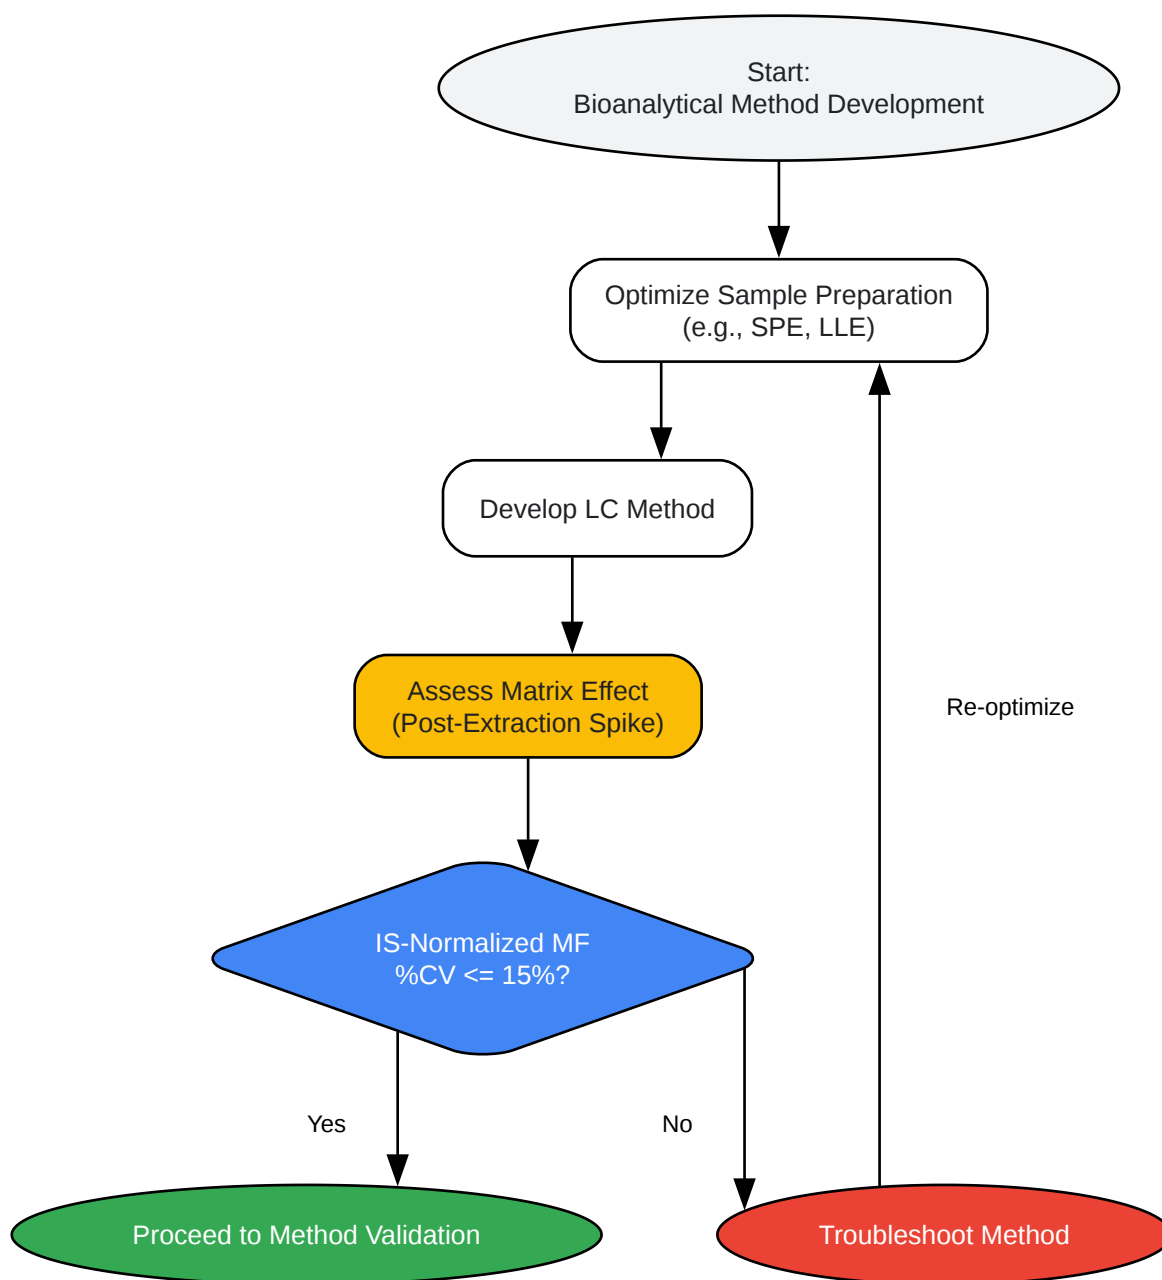 Start:
Bioanalytical Method Development
Optimize Sample Preparation
(e.g., SPE, LLE)
Develop LC Method
Assess Matrix Effect
(Post-Extraction Spike)
Re-optimize
IS-Normalized MF
%CV <= 15%?
Yes
No
Proceed to Method Validation
Troubleshoot Method